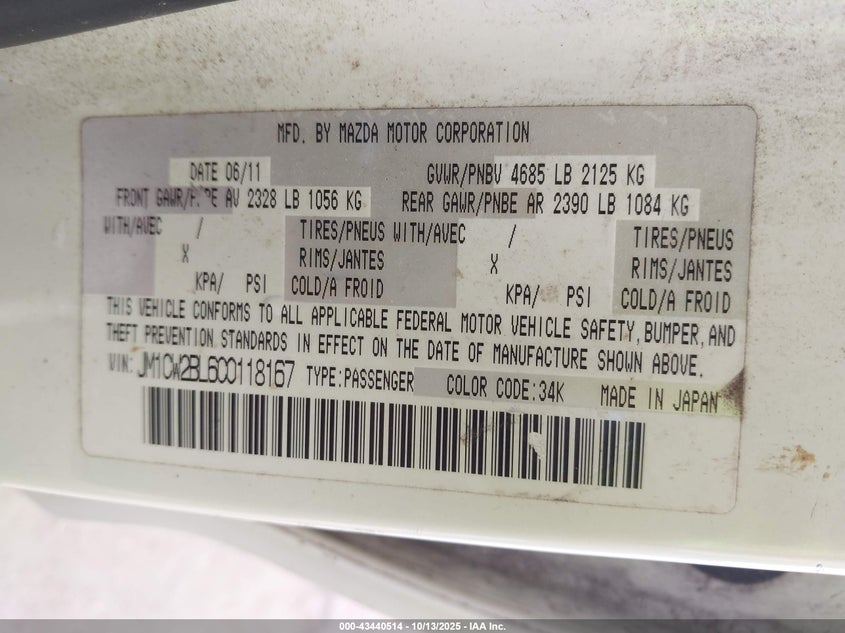 MFD. BY MAZDA MOTOR CORPORATION
DATE 06/11 GVWR/PNBV 4685 LB 2125 KG
FRONT GAWR/PNBE AV 2328 LB 1056 KG REAR GAWR/PNBE AR 2390 LB 1084 KG
WITH/AVEC / TIRES/PNEUS WITH/AVEC / TIRES/PNEUS
X RIMS/JANTES X RIMS/JANTES
KPA/ PSI COLD/A FROID KPA/ PSI COLD/A FROID
THIS VEHICLE CONFORMS TO ALL APPLICABLE FEDERAL MOTOR VEHICLE SAFETY, BUMPER, AND
THEFT PREVENTION STANDARDS IN EFFECT ON THE DATE OF MANUFACTURE SHOWN ABOVE.
VIN: JM1CW2BL6C0118167 TYPE:PASSENGER COLOR CODE:34K MADE IN JAPAN
000-43440514 - 10/13/2025 - IAA Inc.